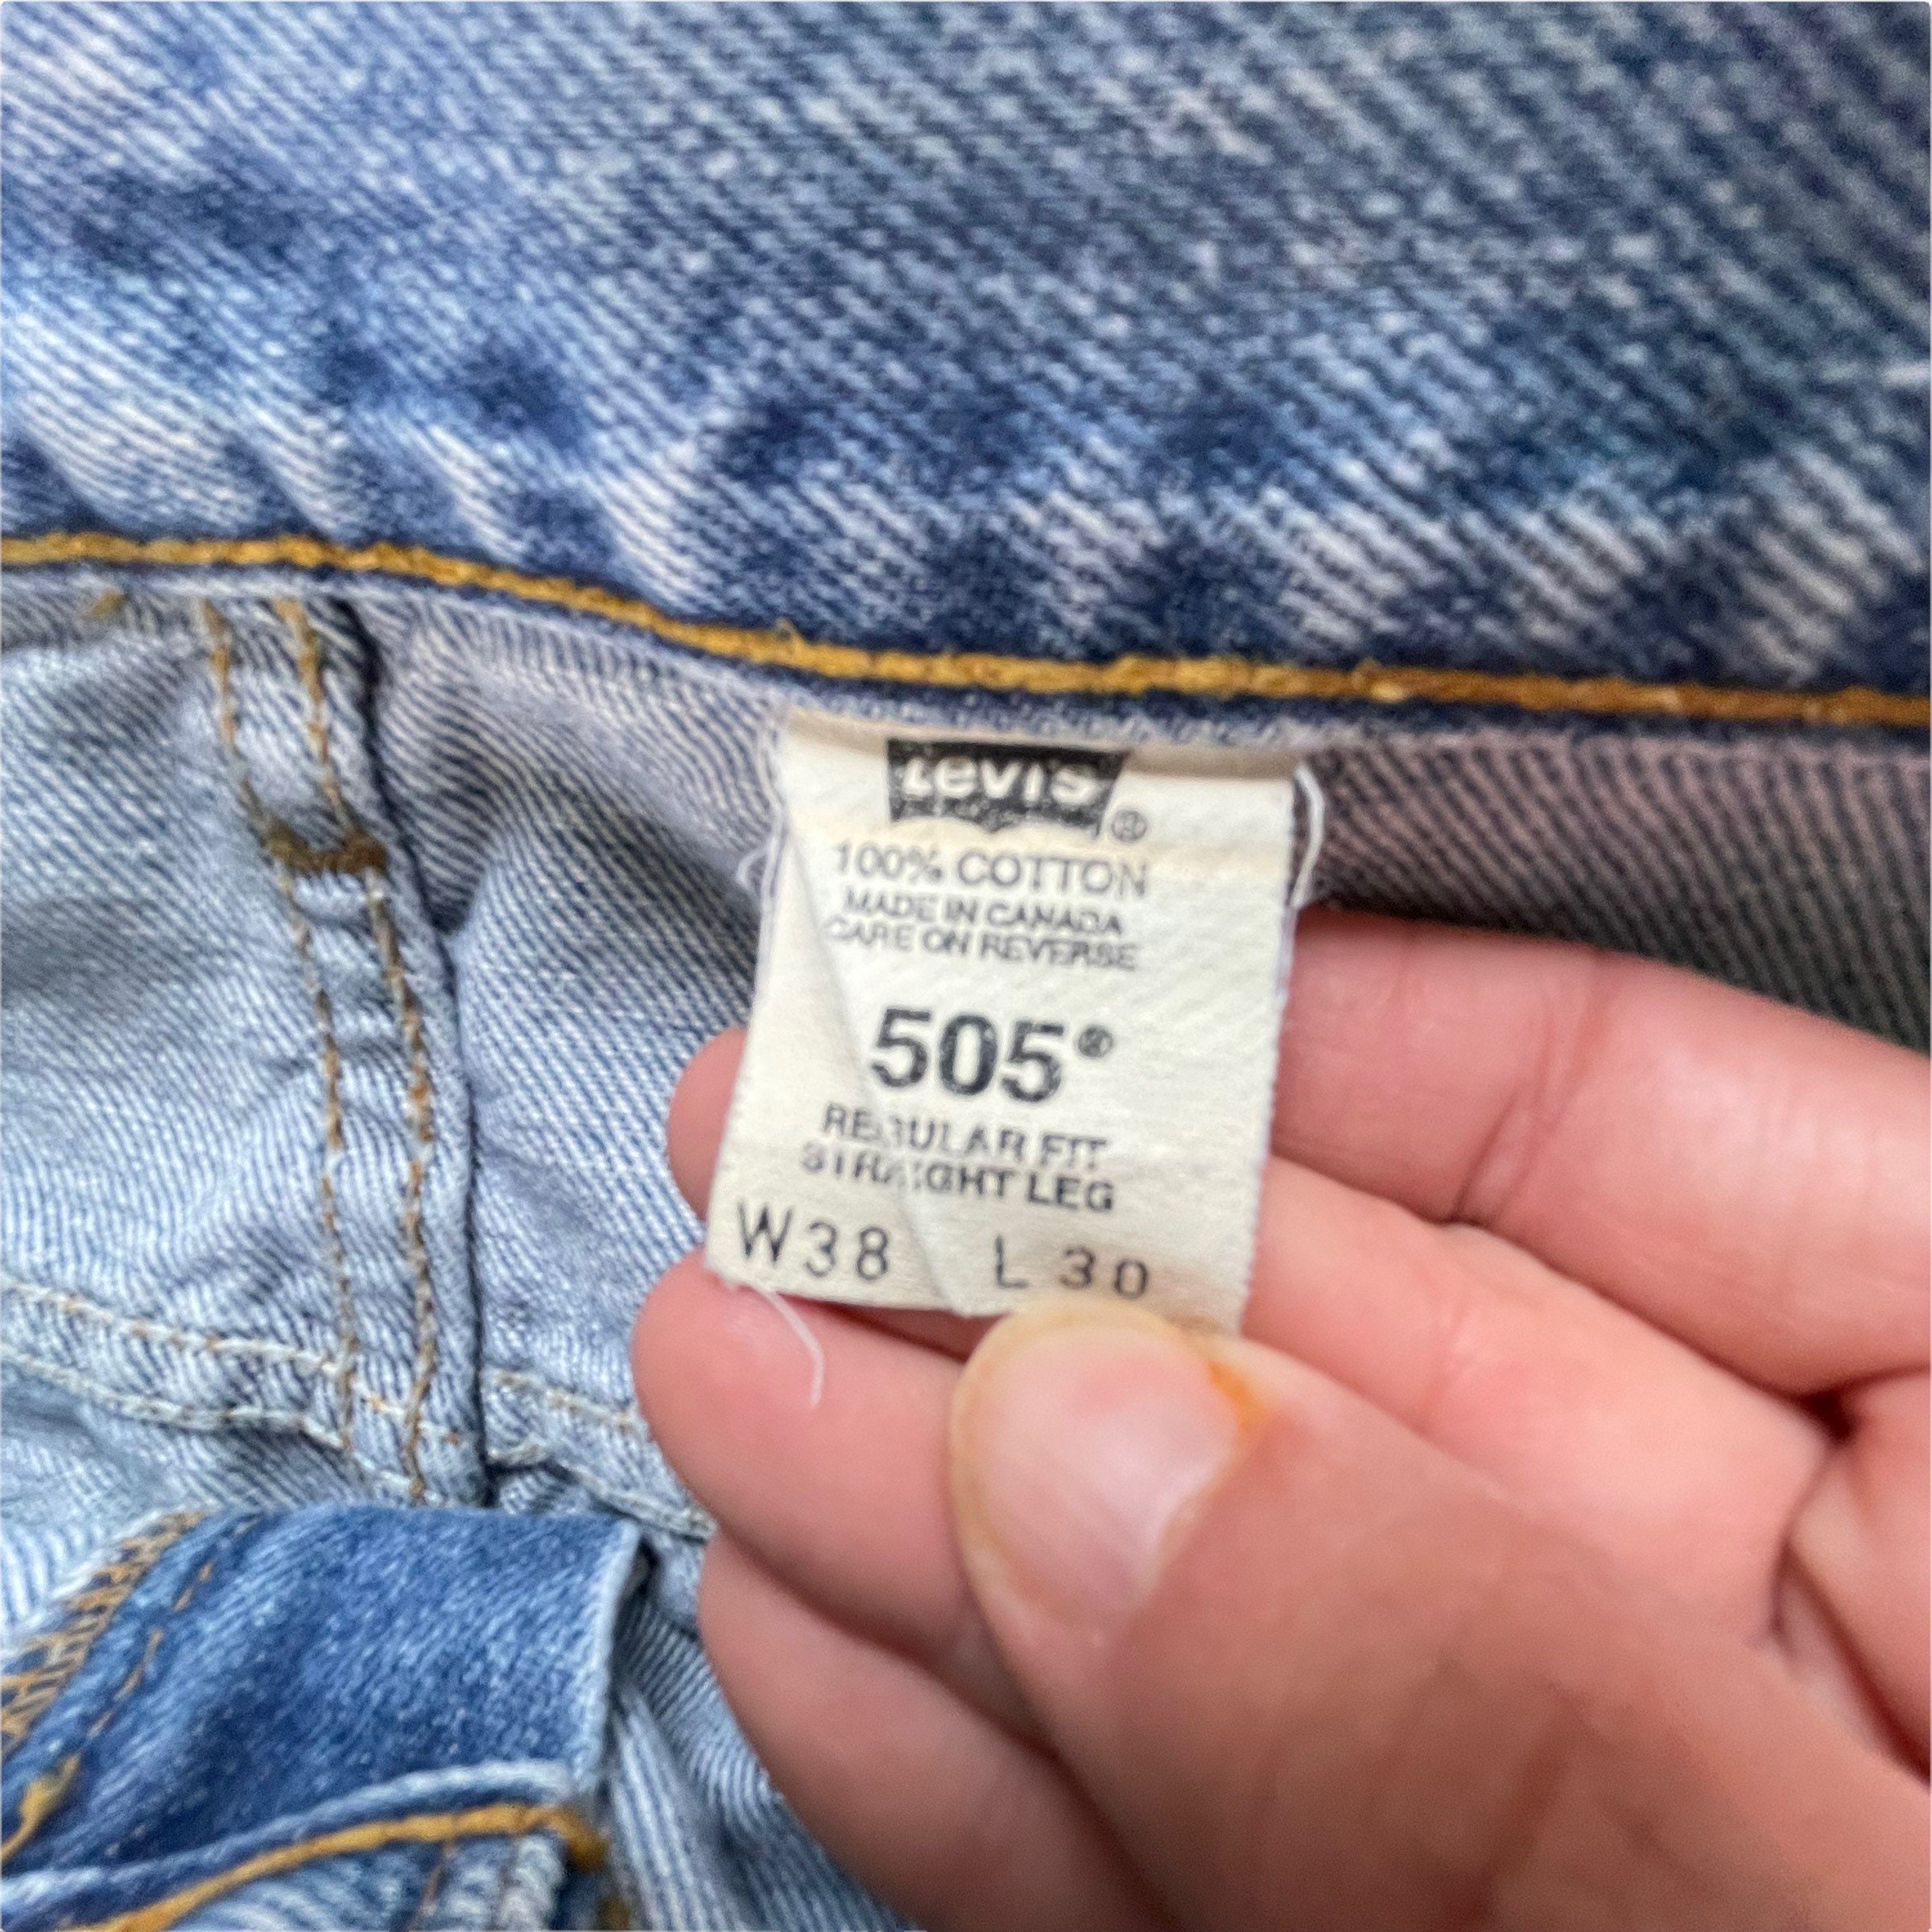 Levi's®
100% COTTON
MADE IN CANADA
CARE ON REVERSE
505®
REGULAR FIT
STRAIGHT LEG
W38 L30